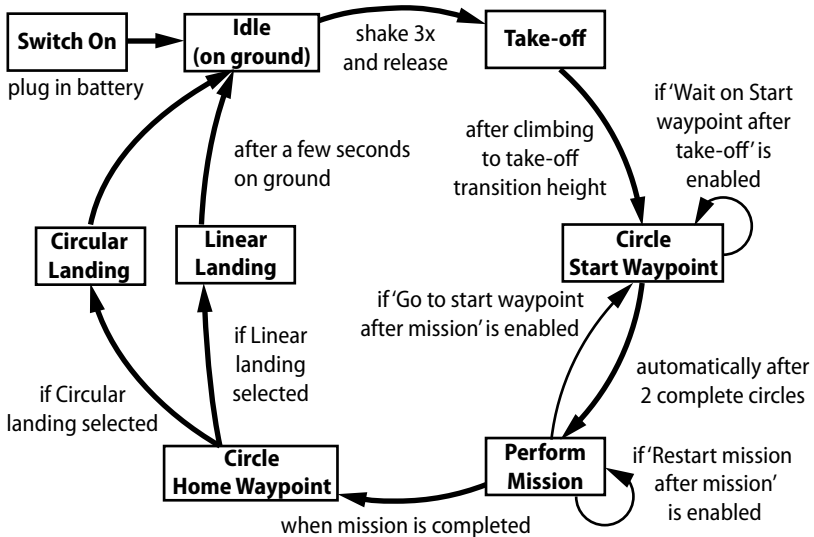 Switch On
plug in battery
Idle
(on ground)
shake 3x
and release
Take-off
after climbing
to take-off
transition height
if 'Wait on Start
waypoint after
take-off' is
enabled
Circle
Start Waypoint
after a few seconds
on ground
Circular
Landing
Linear
Landing
if 'Go to start waypoint
after mission' is enabled
automatically after
2 complete circles
if Linear
landing
selected
if Circular
landing selected
Circle
Home Waypoint
Perform
Mission
if 'Restart mission
after mission'
is enabled
when mission is completed